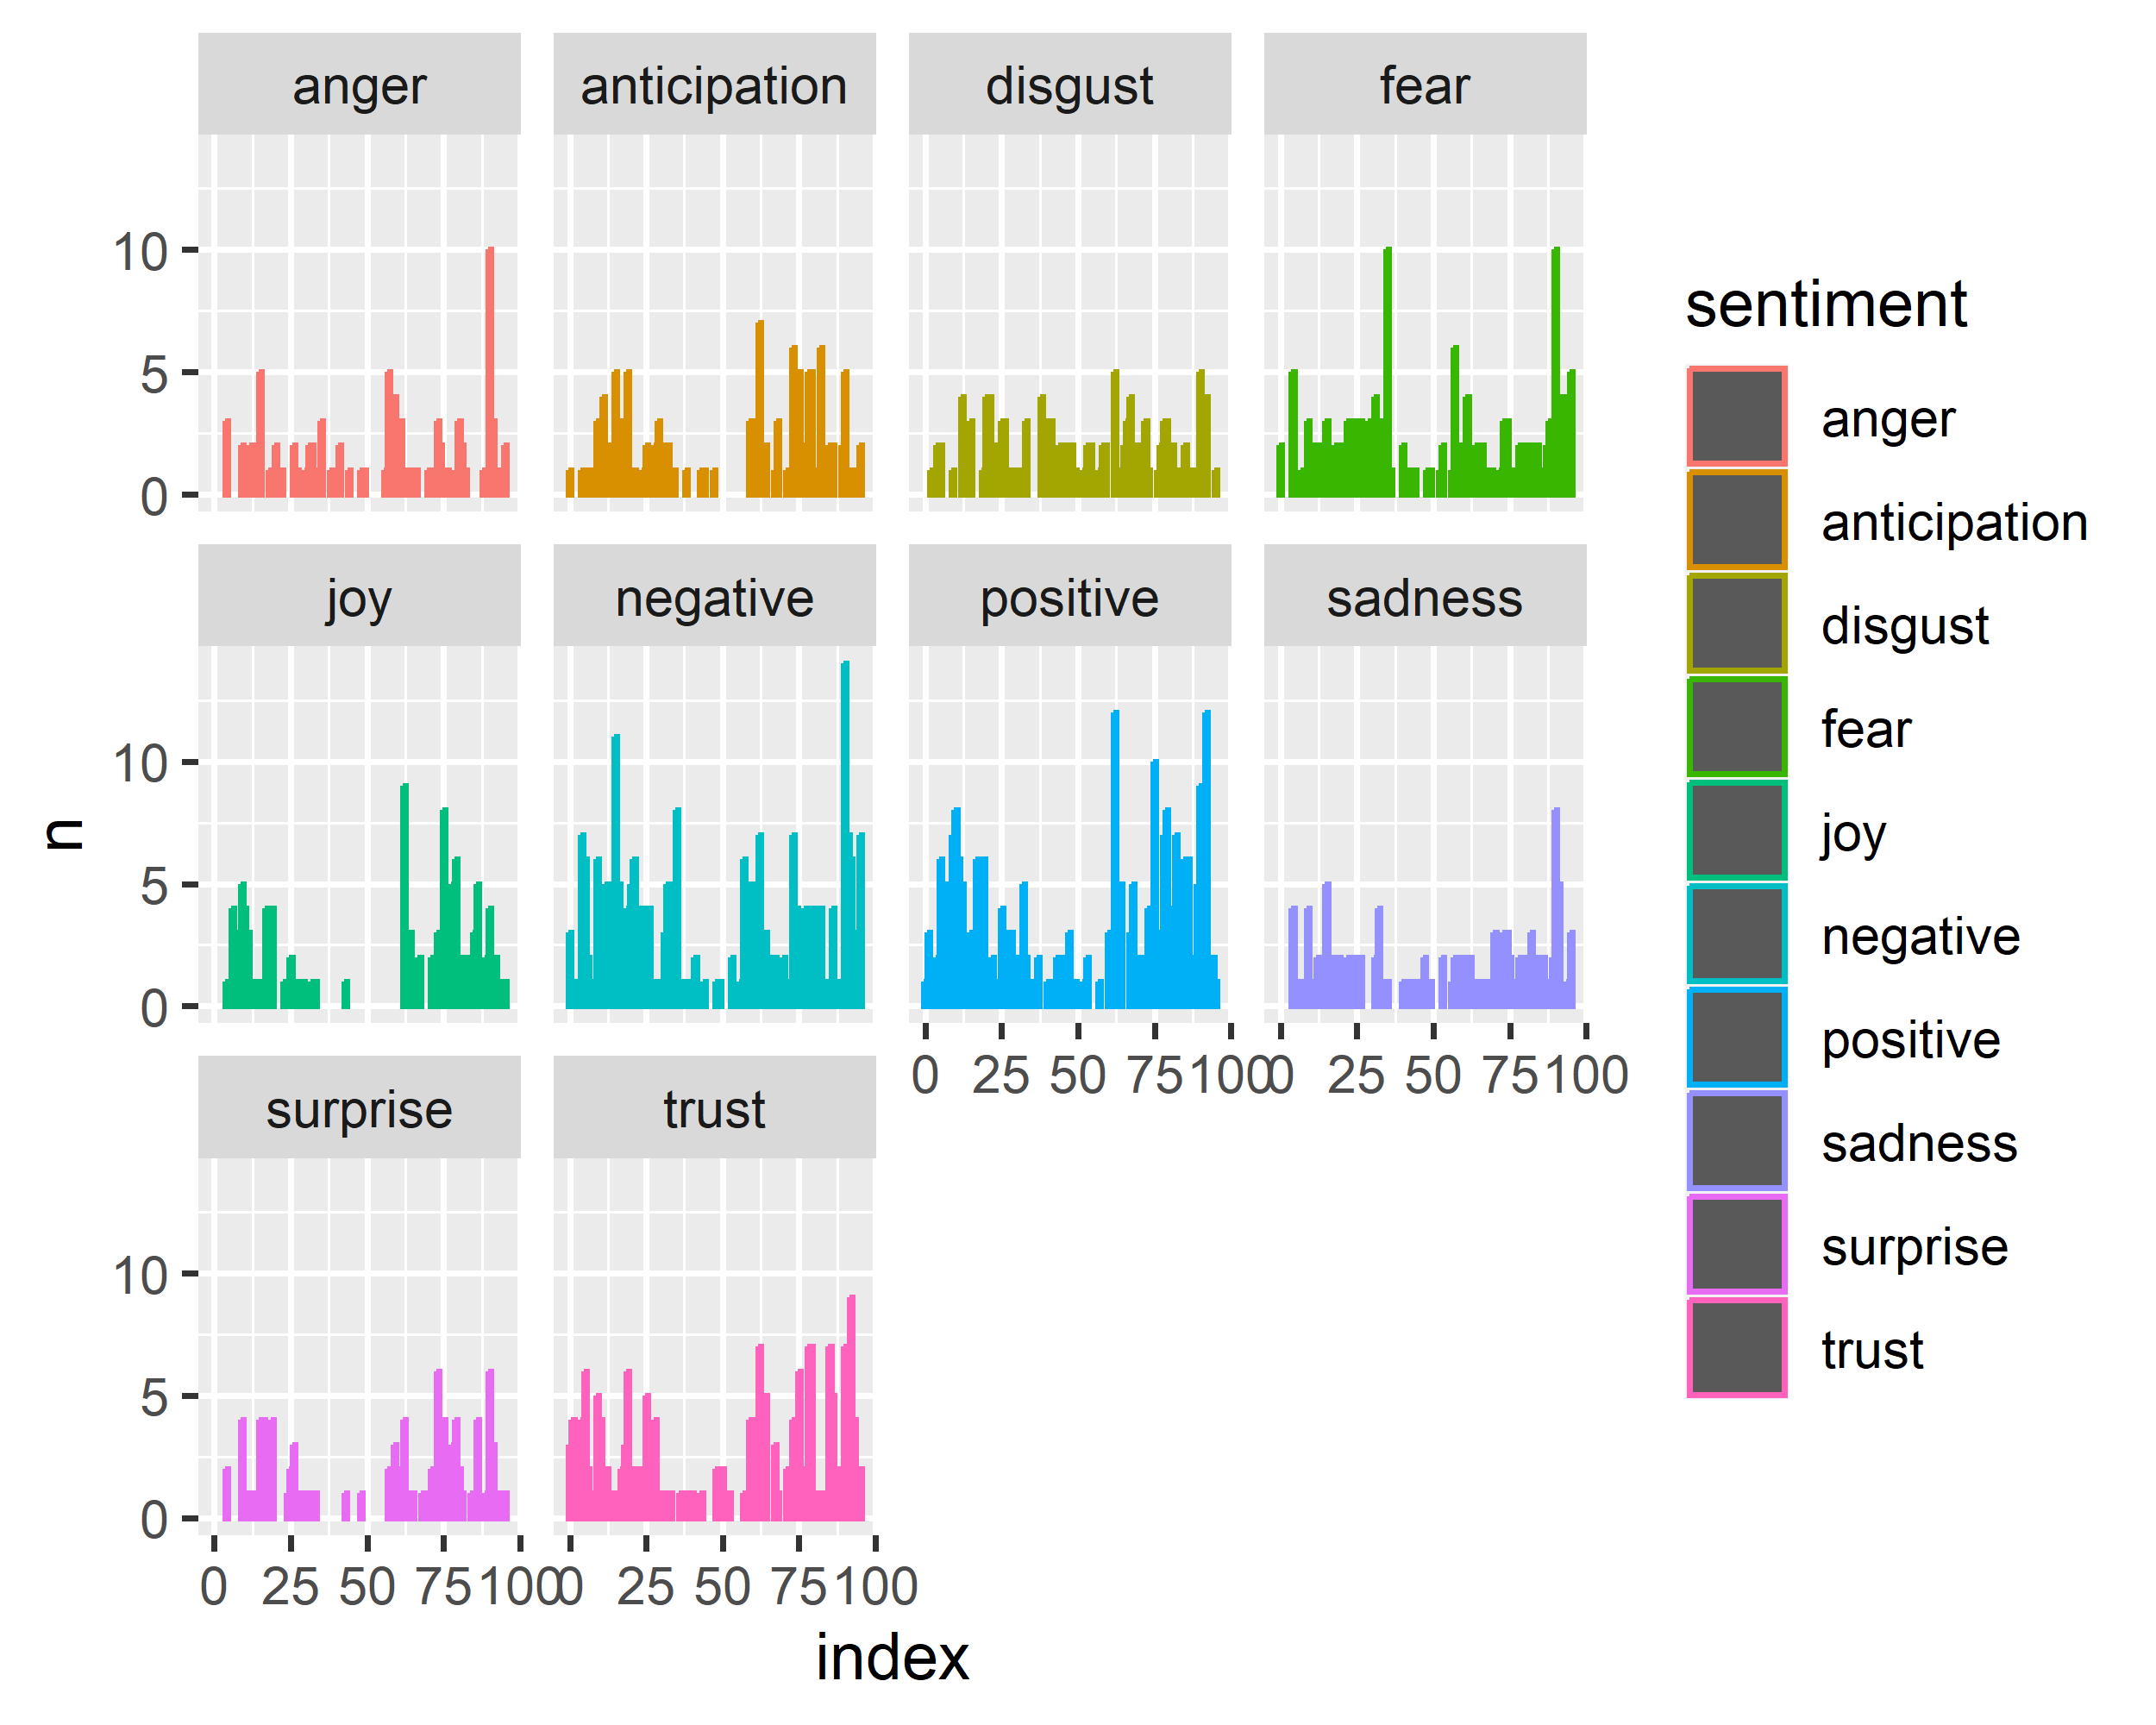 anger anticipation disgust fear
10
5
0
joy negative positive sadness
10
5
0
0 25 50 75 100 0 25 50 75 100
surprise trust
10
5
0
0 25 50 75 100 0 25 50 75 100
index
n
sentiment
anger
anticipation
disgust
fear
joy
negative
positive
sadness
surprise
trust